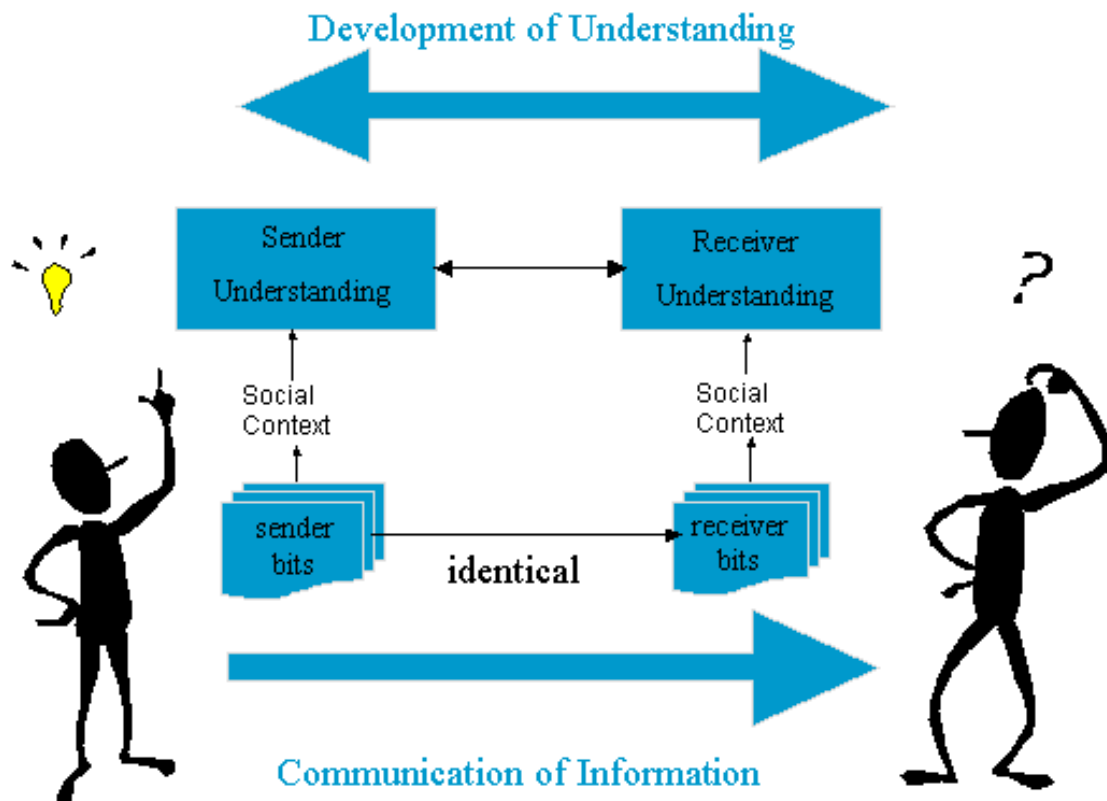 Development of Understanding
Sender
Understanding
Receiver
Understanding
?
Social
Context
Social
Context
sender
bits
identical
receiver
bits
Communication of Information